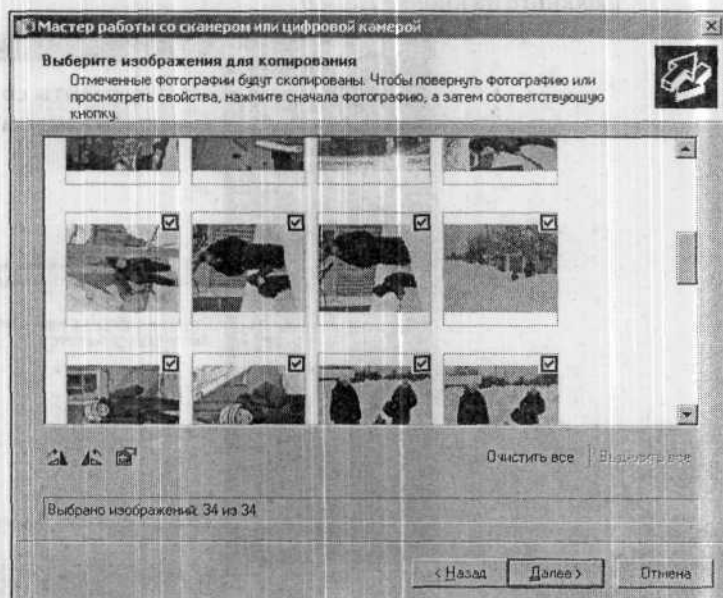 Мастер работы со сканером или цифровой камерой
Выберите изображения для копирования
Отмеченные фотографии будут скопированы. Чтобы повернуть фотографию или
просмотреть свойства, нажмите сначала фотографию, а затем соответствующую
кнопку.
Очистить все
Выбрано изображений: 34 из 34
< Назад Далее > Отмена